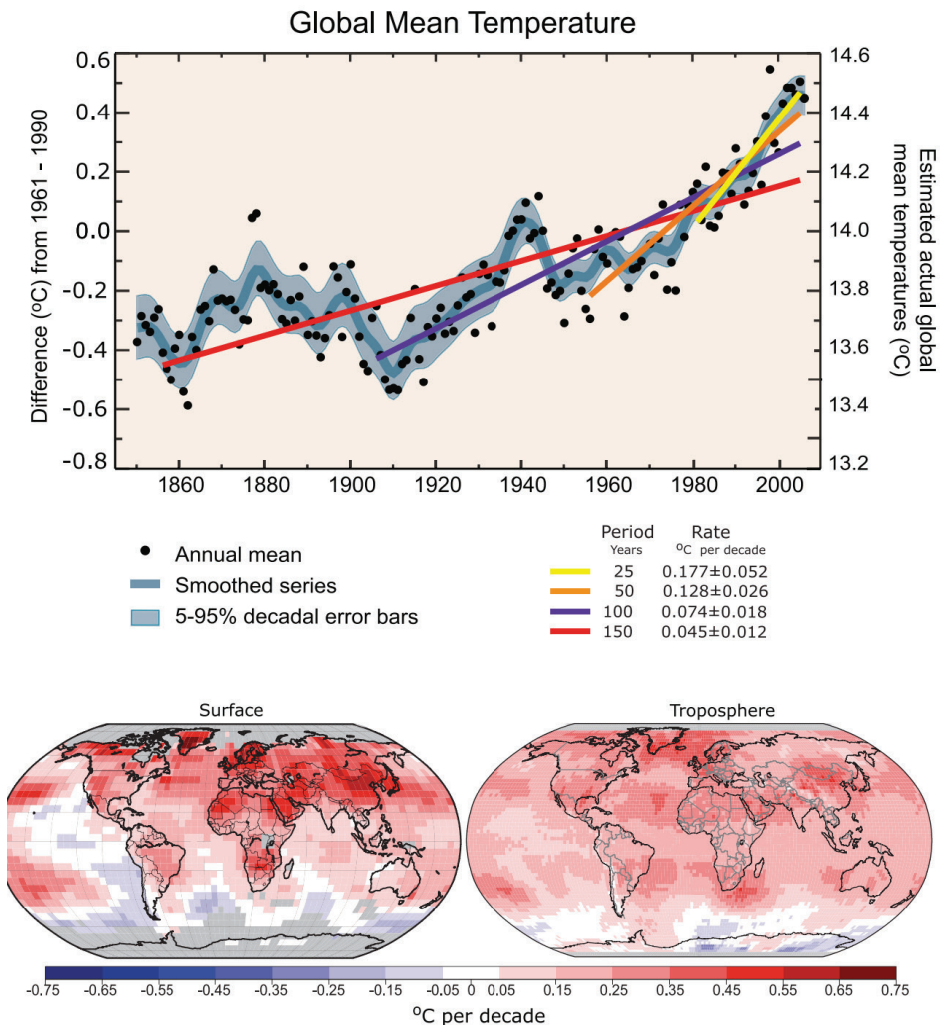 Global Mean Temperature
Difference (°C) from 1961 - 1990
0.6
0.4
0.2
0.0
-0.2
-0.4
-0.6
-0.8
14.6
14.4
14.2
14.0
13.8
13.6
13.4
13.2
Estimated actual global
mean temperatures (°C)
1860 1880 1900 1920 1940 1960 1980 2000
Annual mean
Smoothed series
5-95% decadal error bars
Period Rate
Years °C per decade
25 0.177±0.052
50 0.128±0.026
100 0.074±0.018
150 0.045±0.012
Surface
Troposphere
-0.75 -0.65 -0.55 -0.45 -0.35 -0.25 -0.15 -0.05 0 0.05 0.15 0.25 0.35 0.45 0.55 0.65 0.75
°C per decade